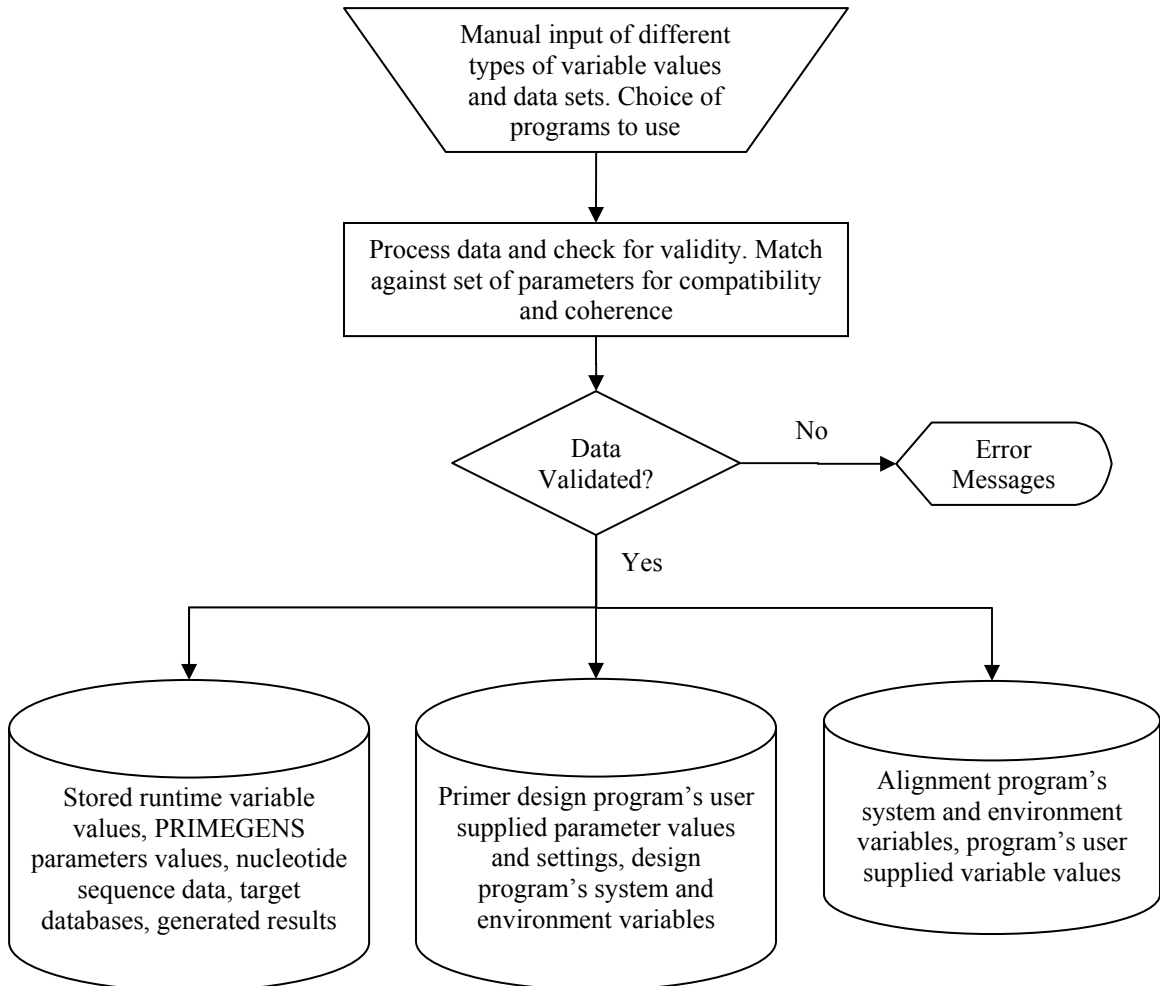 Manual input of different
types of variable values
and data sets. Choice of
programs to use
Process data and check for validity. Match
against set of parameters for compatibility
and coherence
Data
Validated?
No
Error
Messages
Yes
Stored runtime variable
values, PRIMEGENS
parameters values, nucleotide
sequence data, target
databases, generated results
Primer design program’s user
supplied parameter values
and settings, design
program’s system and
environment variables
Alignment program’s
system and environment
variables, program’s user
supplied variable values